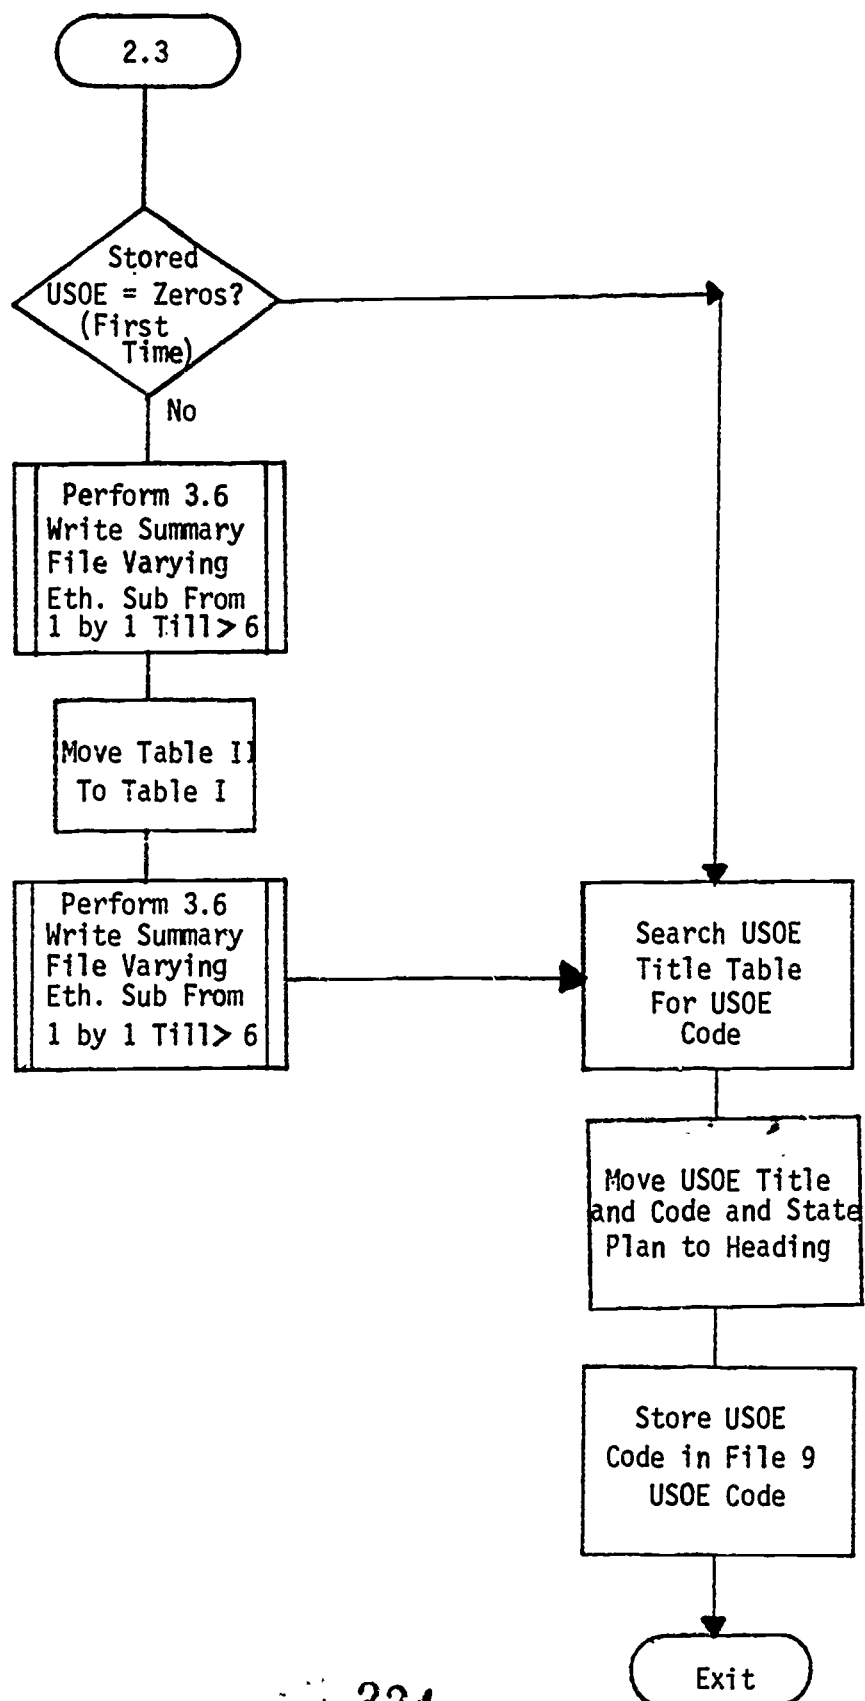 2.3
Stored
USOE = Zeros?
(First
Time)
No
Perform 3.6
Write Summary
File Varying
Eth. Sub From
1 by 1 Till > 6
Move Table II
To Table I
Perform 3.6
Write Summary
File Varying
Eth. Sub From
1 by 1 Till > 6
Search USOE
Title Table
For USOE
Code
Move USOE Title
and Code and State
Plan to Heading
Store USOE
Code in File 9
USOE Code
Exit